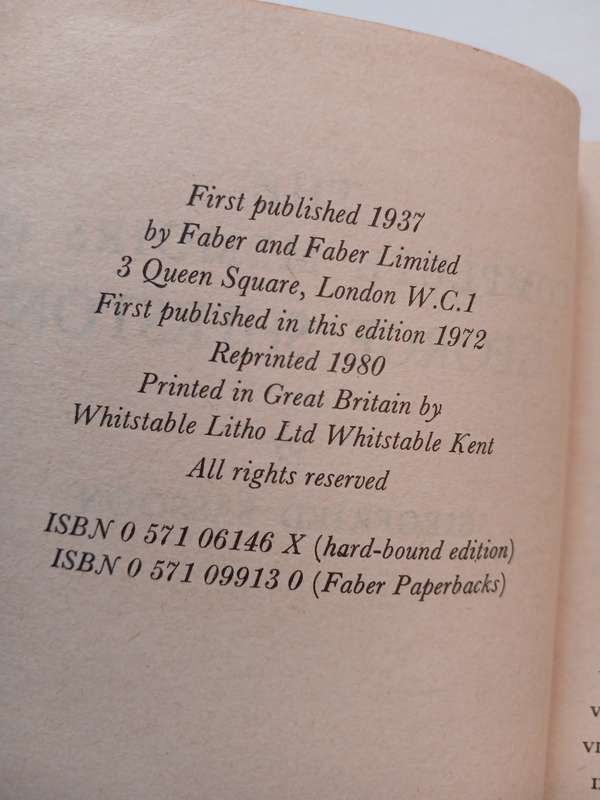 First published 1937
by Faber and Faber Limited
3 Queen Square, London W.C.1
First published in this edition 1972
Reprinted 1980
Printed in Great Britain by
Whitstable Litho Ltd Whitstable Kent
All rights reserved
ISBN 0 571 06146 X (hard-bound edition)
ISBN 0 571 09913 0 (Faber Paperbacks)